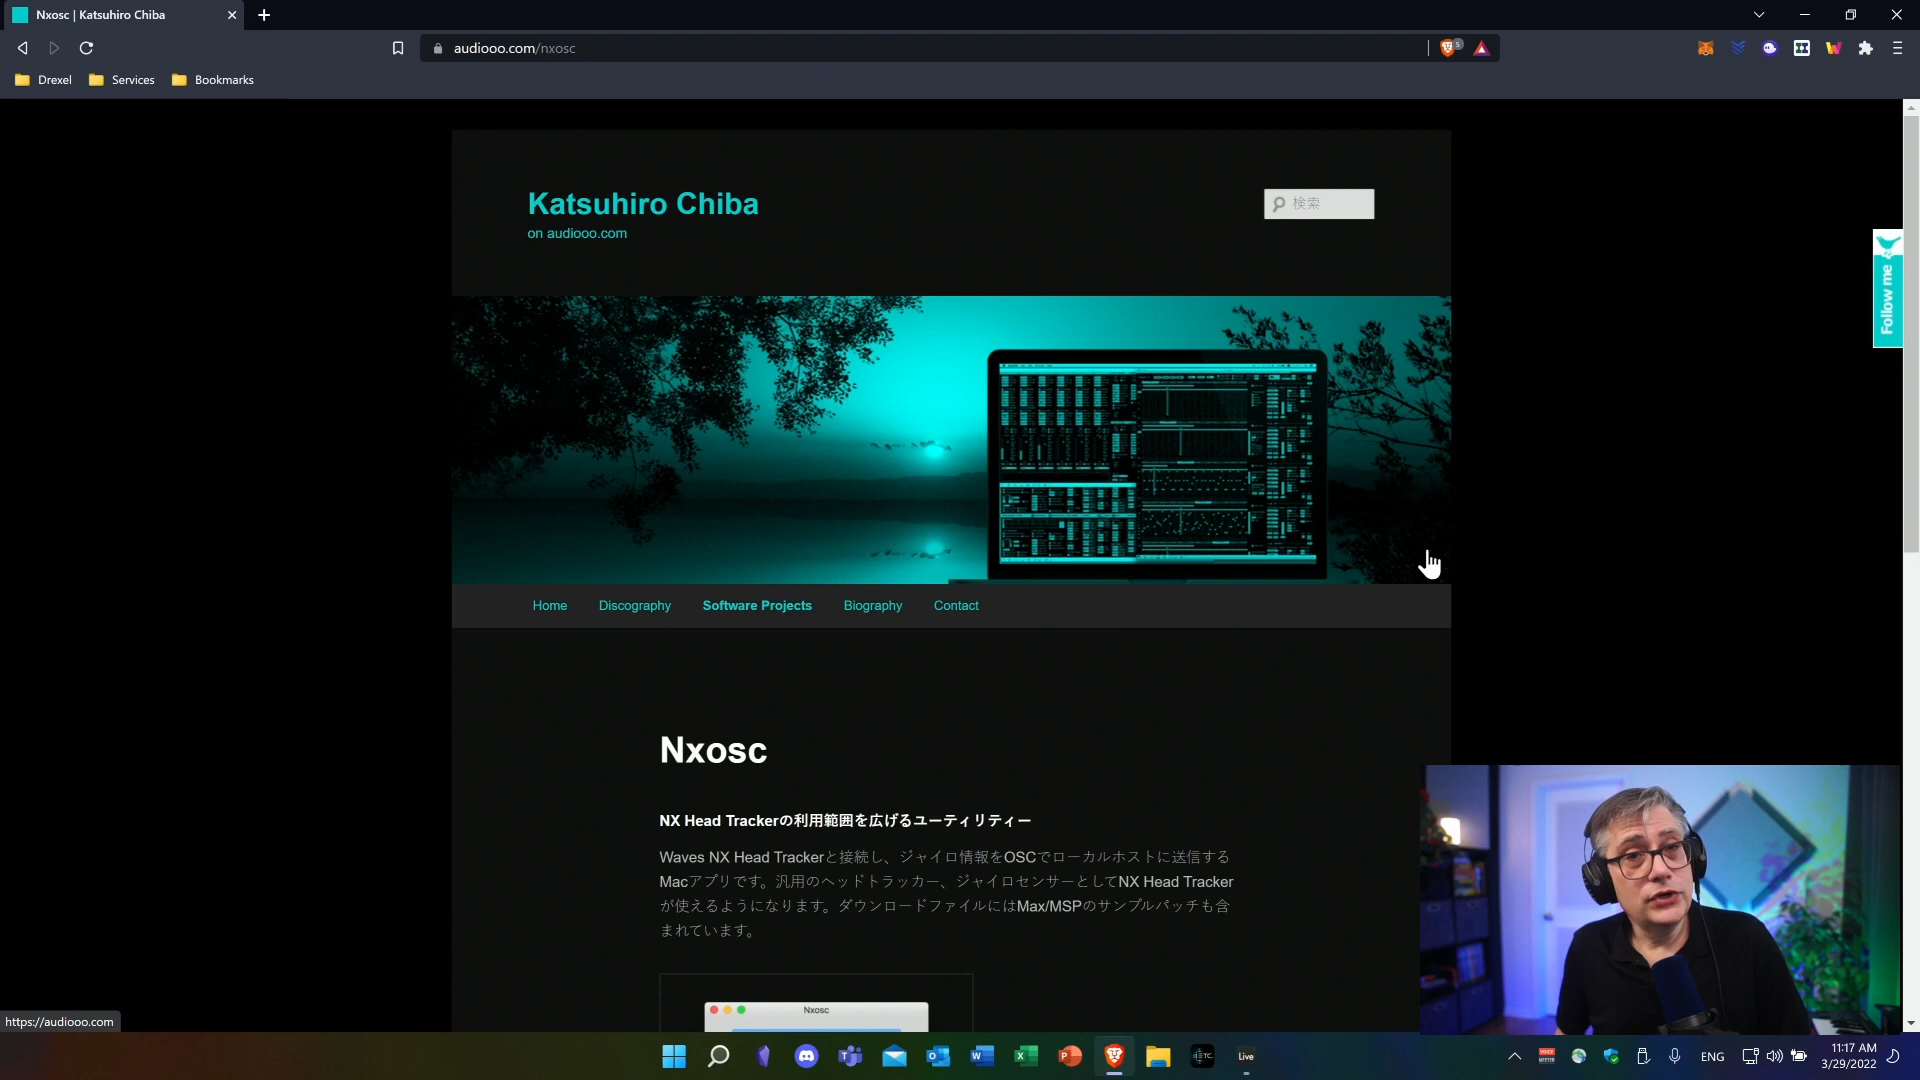 Nxosc | Katsuhiro Chiba
audiooo.com/nxosc
Drexel
Services
Bookmarks
Katsuhiro Chiba
on audiooo.com
検索
Follow me
Home
Discography
Software Projects
Biography
Contact
Nxosc
NX Head Trackerの利用範囲を広げるユーティリティー
Waves NX Head Trackerと接続し、ジャイロ情報をOSCでローカルホストに送信する
Macアプリです。汎用のヘッドトラッカー、ジャイロセンサーとしてNX Head Tracker
が使えるようになります。ダウンロードファイルにはMax/MSPのサンプルパッチも含
まれています。
Nxosc
https://audiooo.com
Live
ENG
11:17 AM
3/29/2022